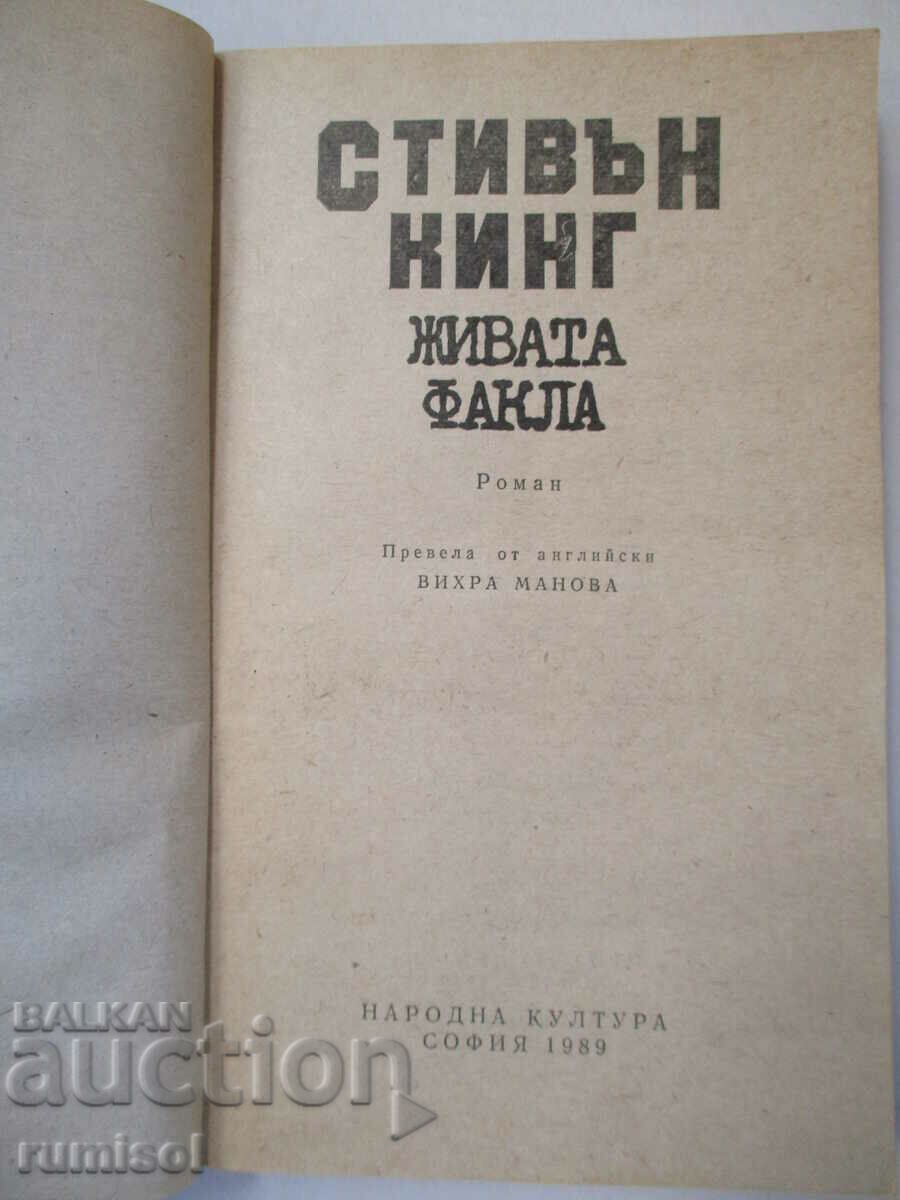 СТИВЪН
КИНГ
ЖИВАТА
ФАКЛА
Роман
Превела от английски
ВИХРА МАНОВА
НАРОДНА КУЛТУРА
СОФИЯ 1989
BALKAN
auction
rumisol